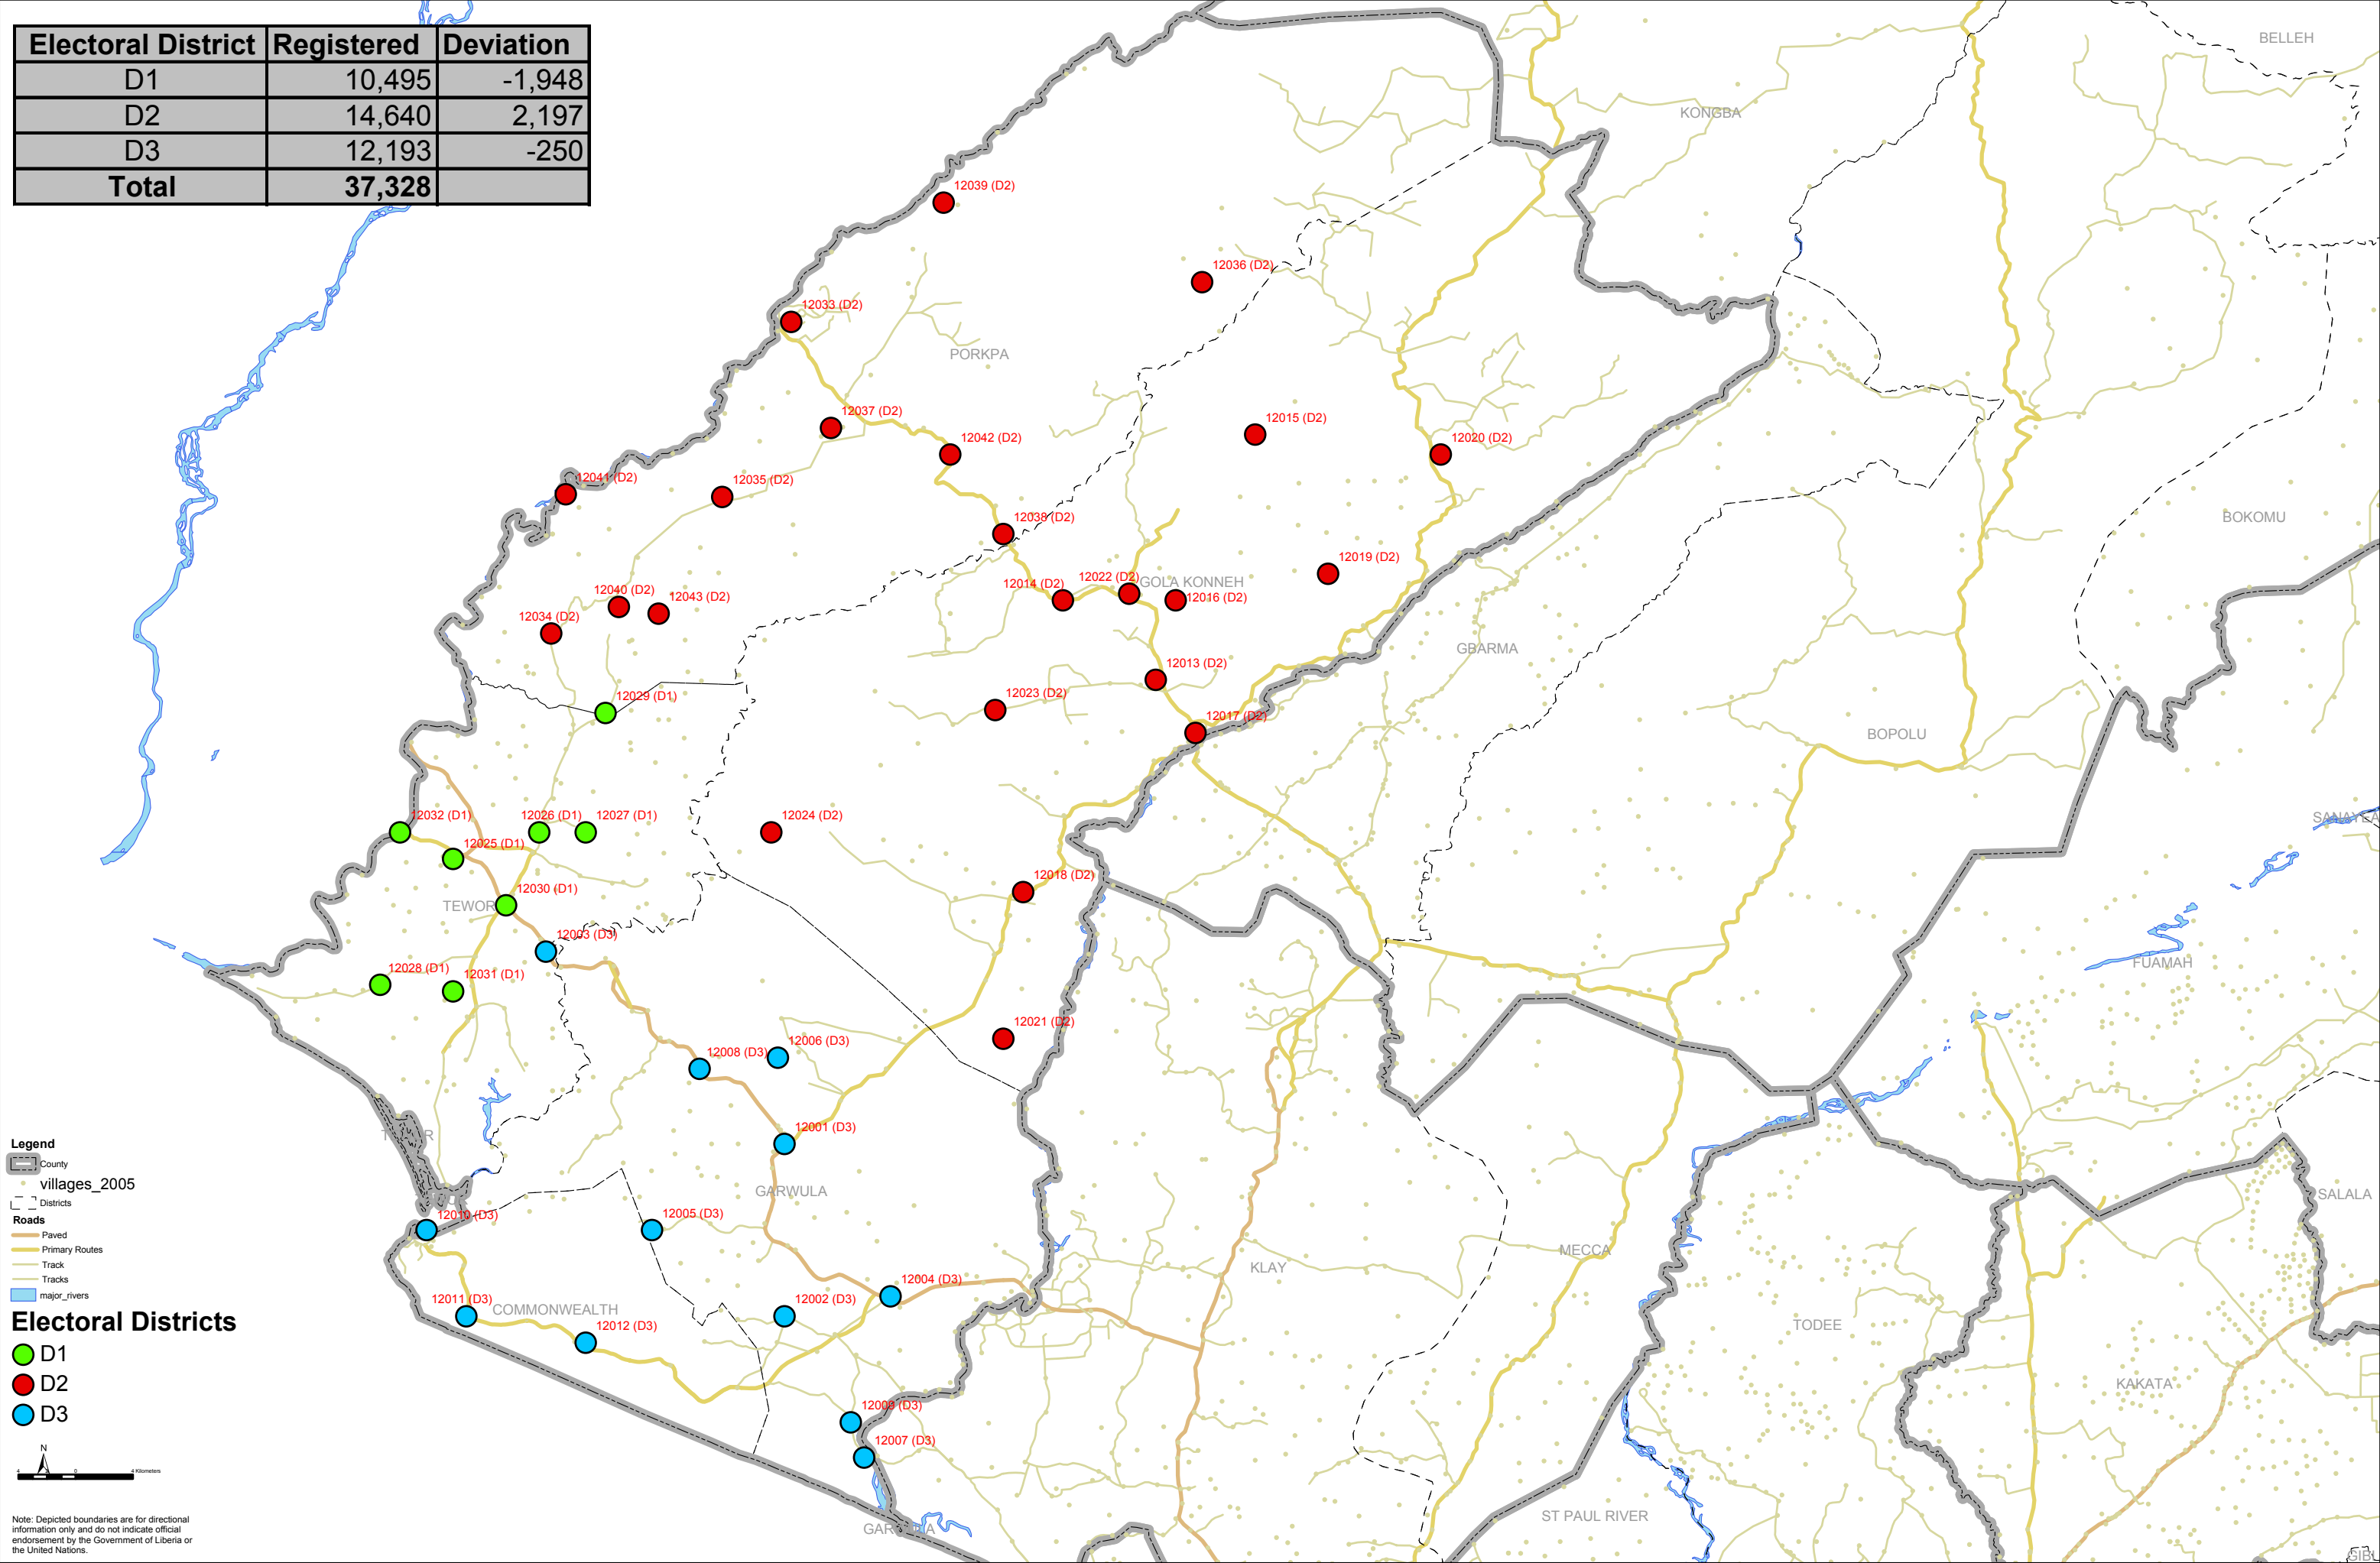 Electoral District Registered Deviation
D1 10,495 -1,948
D2 14,640 2,197
D3 12,193 -250
Total 37,328
BELLEH
KONGBA
12039 (D2)
12036 (D2)
12033 (D2)
PORKPA
12037 (D2)
12015 (D2)
12042 (D2)
12020 (D2)
12041 (D2)
12035 (D2)
12038 (D2)
BOKOMU
12019 (D2)
12014 (D2)
12022 (D2)
GOLA KONNEH
12016 (D2)
12040 (D2)
12043 (D2)
12034 (D2)
GBARMA
12013 (D2)
12029 (D1)
12023 (D2)
12017 (D2)
BOPOLU
12032 (D1)
12026 (D1)
12027 (D1)
12024 (D2)
SANAYEA
12025 (D1)
12018 (D2)
12030 (D1)
TEWOR
12003 (D3)
FUAMAH
12028 (D1)
12031 (D1)
12021 (D2)
12008 (D3)
12006 (D3)
12001 (D3)
GARWULA
SALALA
12010 (D3)
12005 (D3)
MECCA
KLAY
12004 (D3)
12011 (D3)
COMMONWEALTH
12002 (D3)
12012 (D3)
TODEE
KAKATA
12009 (D3)
12007 (D3)
ST PAUL RIVER
Legend
County
villages_2005
Districts
Roads
Paved
Primary Routes
Track
Tracks
major_rivers
Electoral Districts
D1
D2
D3
N
4 0 4 Kilometers
Note: Depicted boundaries are for directional
information only and do not indicate official
endorsement by the Government of Liberia or
the United Nations.